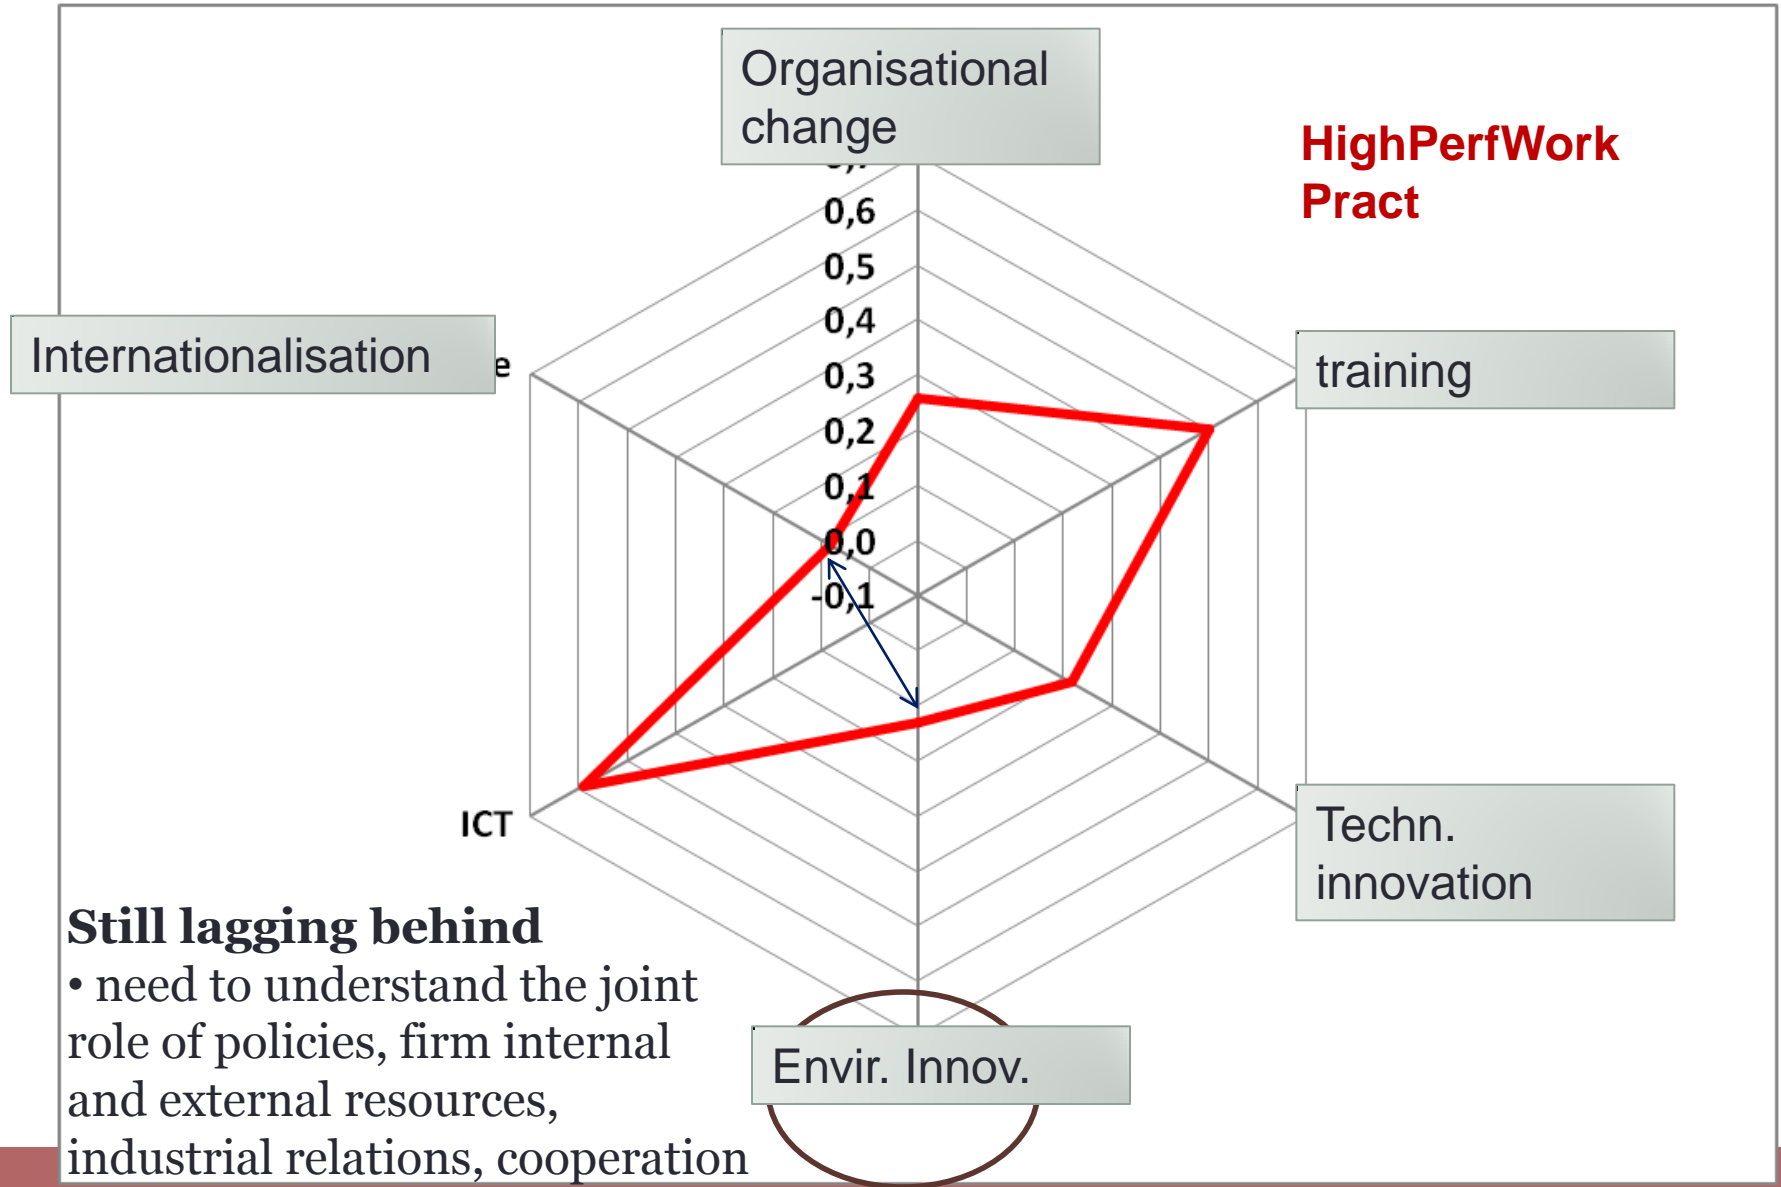 Organisational
change
HighPerfWork
Pract
0,6
0,5
0,4
0,3
0,2
0,1
0,0
-0,1
Internationalisation
training
ICT
Techn.
innovation
Still lagging behind
• need to understand the joint
role of policies, firm internal
and external resources,
industrial relations, cooperation
Envir. Innov.